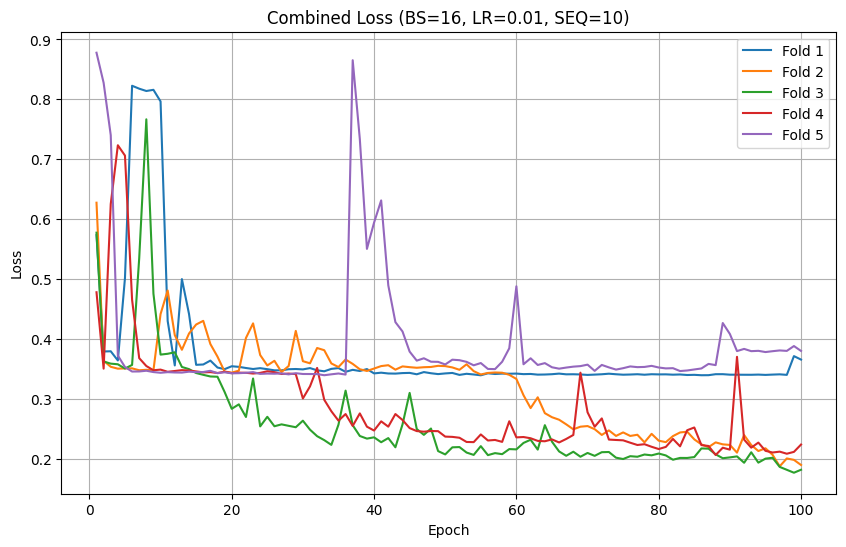 Combined Loss (BS=16, LR=0.01, SEQ=10)
Loss
0.9
0.8
0.7
0.6
0.5
0.4
0.3
0.2
Fold 1
Fold 2
Fold 3
Fold 4
Fold 5
0 20 40 60 80 100
Epoch